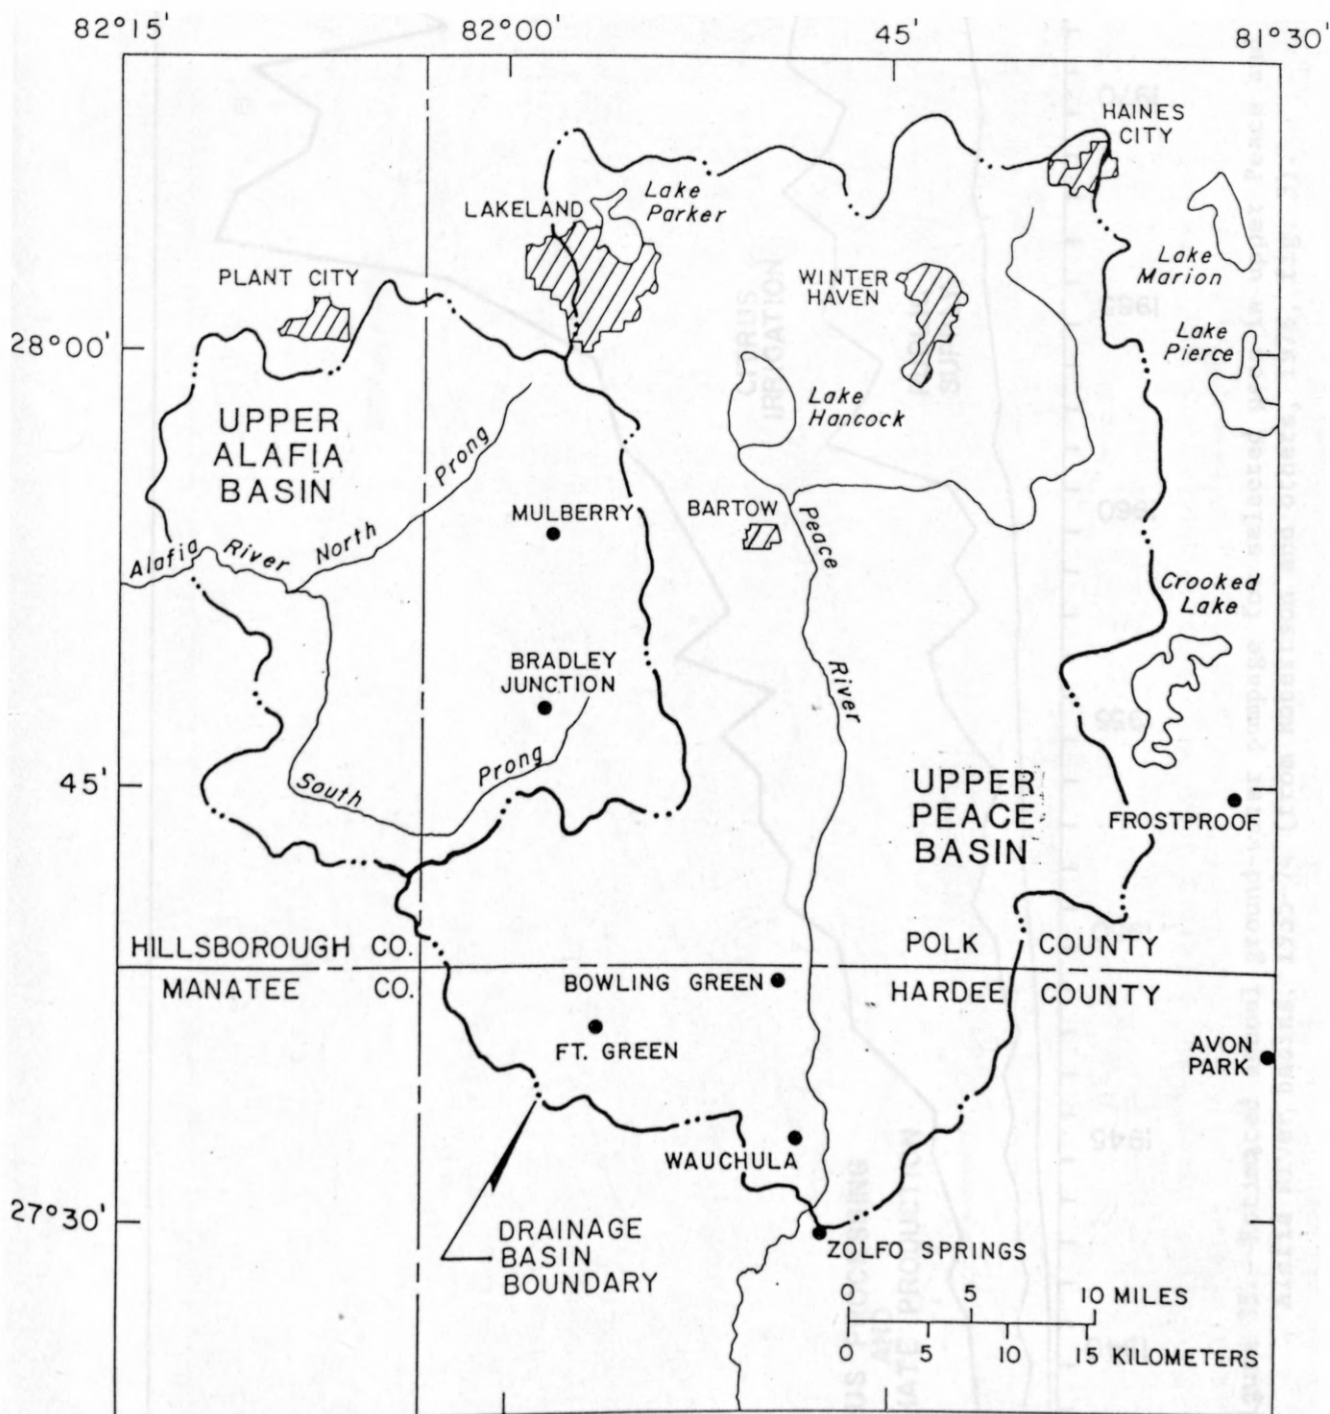 82°15'
82°00'
45'
81°30'
HAINES
CITY
Lake
Parker
LAKELAND
Lake
Marion
PLANT CITY
WINTER
HAVEN
28°00'
Lake
Pierce
Lake
Hancock
UPPER
ALAFIA
BASIN
North Prong
MULBERRY
BARTOW
Peace River
Alafia River
Crooked
Lake
BRADLEY
JUNCTION
South Prong
45'
UPPER
PEACE
BASIN
FROSTPROOF
HILLSBOROUGH CO.
POLK COUNTY
MANATEE CO.
HARDEE COUNTY
BOWLING GREEN
FT. GREEN
AVON
PARK
WAUCHULA
27°30'
DRAINAGE
BASIN
BOUNDARY
ZOLFO SPRINGS
0 5 10 MILES
0 5 10 15 KILOMETERS